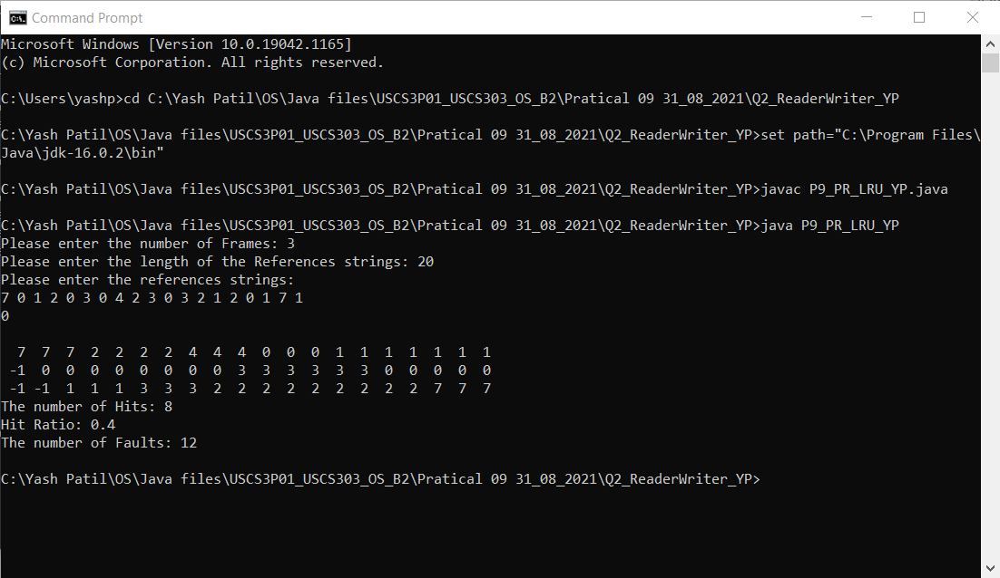 Command Prompt
Microsoft Windows [Version 10.0.19042.1165]
(c) Microsoft Corporation. All rights reserved.
C:\Users\yashp>cd C:\Yash Patil\OS\Java files\USCS3P01_USCS303_OS_B2\Pratical 09 31_08_2021\Q2_ReaderWriter_YP
C:\Yash Patil\OS\Java files\USCS3P01_USCS303_OS_B2\Pratical 09 31_08_2021\Q2_ReaderWriter_YP>set path="C:\Program Files\
Java\jdk-16.0.2\bin"
C:\Yash Patil\OS\Java files\USCS3P01_USCS303_OS_B2\Pratical 09 31_08_2021\Q2_ReaderWriter_YP>javac P9_PR_LRU_YP.java
C:\Yash Patil\OS\Java files\USCS3P01_USCS303_OS_B2\Pratical 09 31_08_2021\Q2_ReaderWriter_YP>java P9_PR_LRU_YP
Please enter the number of Frames: 3
Please enter the length of the References strings: 20
Please enter the references strings:
7 0 1 2 0 3 0 4 2 3 0 3 2 1 2 0 1 7 1
0
7 7 7 2 2 2 2 4 4 4 0 0 0 1 1 1 1 1 1 1
-1 0 0 0 0 0 0 0 0 3 3 3 3 3 3 0 0 0 0 0
-1 -1 1 1 1 3 3 3 2 2 2 2 2 2 2 2 2 7 7 7
The number of Hits: 8
Hit Ratio: 0.4
The number of Faults: 12
C:\Yash Patil\OS\Java files\USCS3P01_USCS303_OS_B2\Pratical 09 31_08_2021\Q2_ReaderWriter_YP>